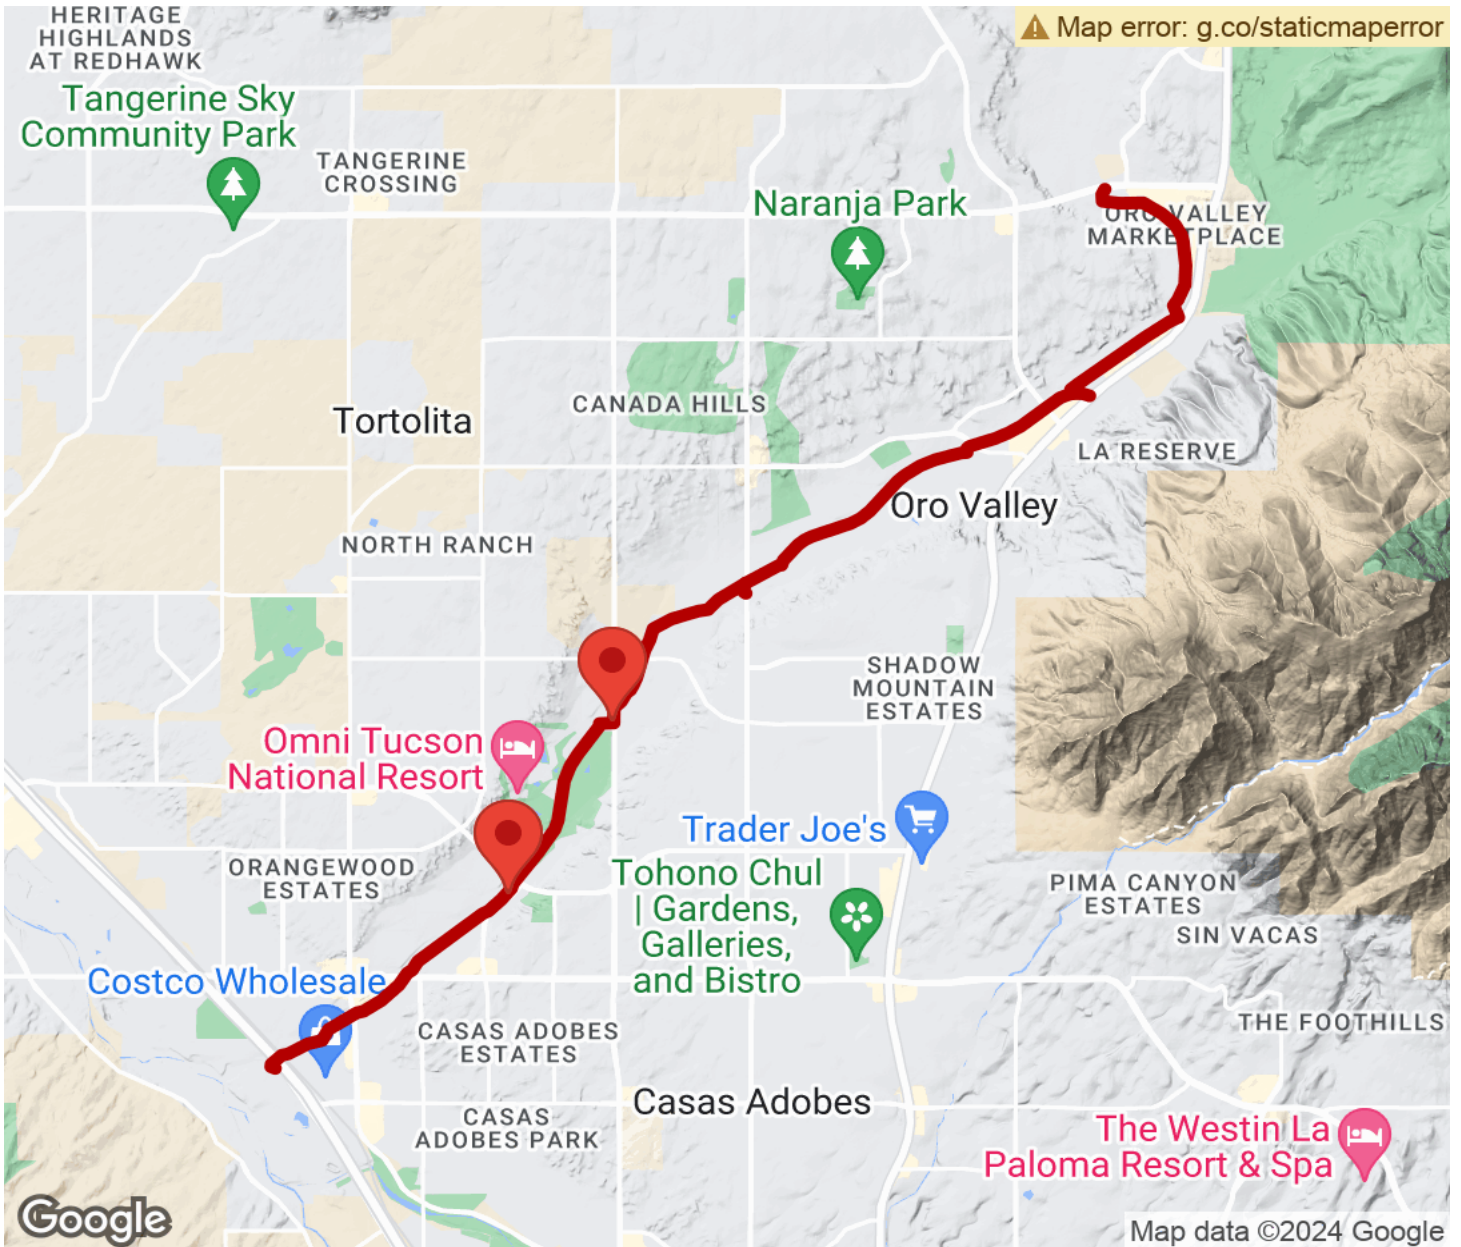 HERITAGE
HIGHLANDS
AT REDHAWK
Map error: g.co/staticmaperror
Tangerine Sky
Community Park
TANGERINE
CROSSING
Naranja Park
ORO VALLEY
MARKETPLACE
CANADA HILLS
Tortolita
LA RESERVE
Oro Valley
NORTH RANCH
SHADOW
MOUNTAIN
ESTATES
Omni Tucson
National Resort
Trader Joe's
ORANGEWOOD
ESTATES
Tohono Chul
| Gardens,
Galleries,
and Bistro
PIMA CANYON
ESTATES
SIN VACAS
Costco Wholesale
CASAS ADOBES
ESTATES
THE FOOTHILLS
Casas Adobes
CASAS
ADOBES PARK
The Westin La
Paloma Resort & Spa
Google
Map data ©2024 Google